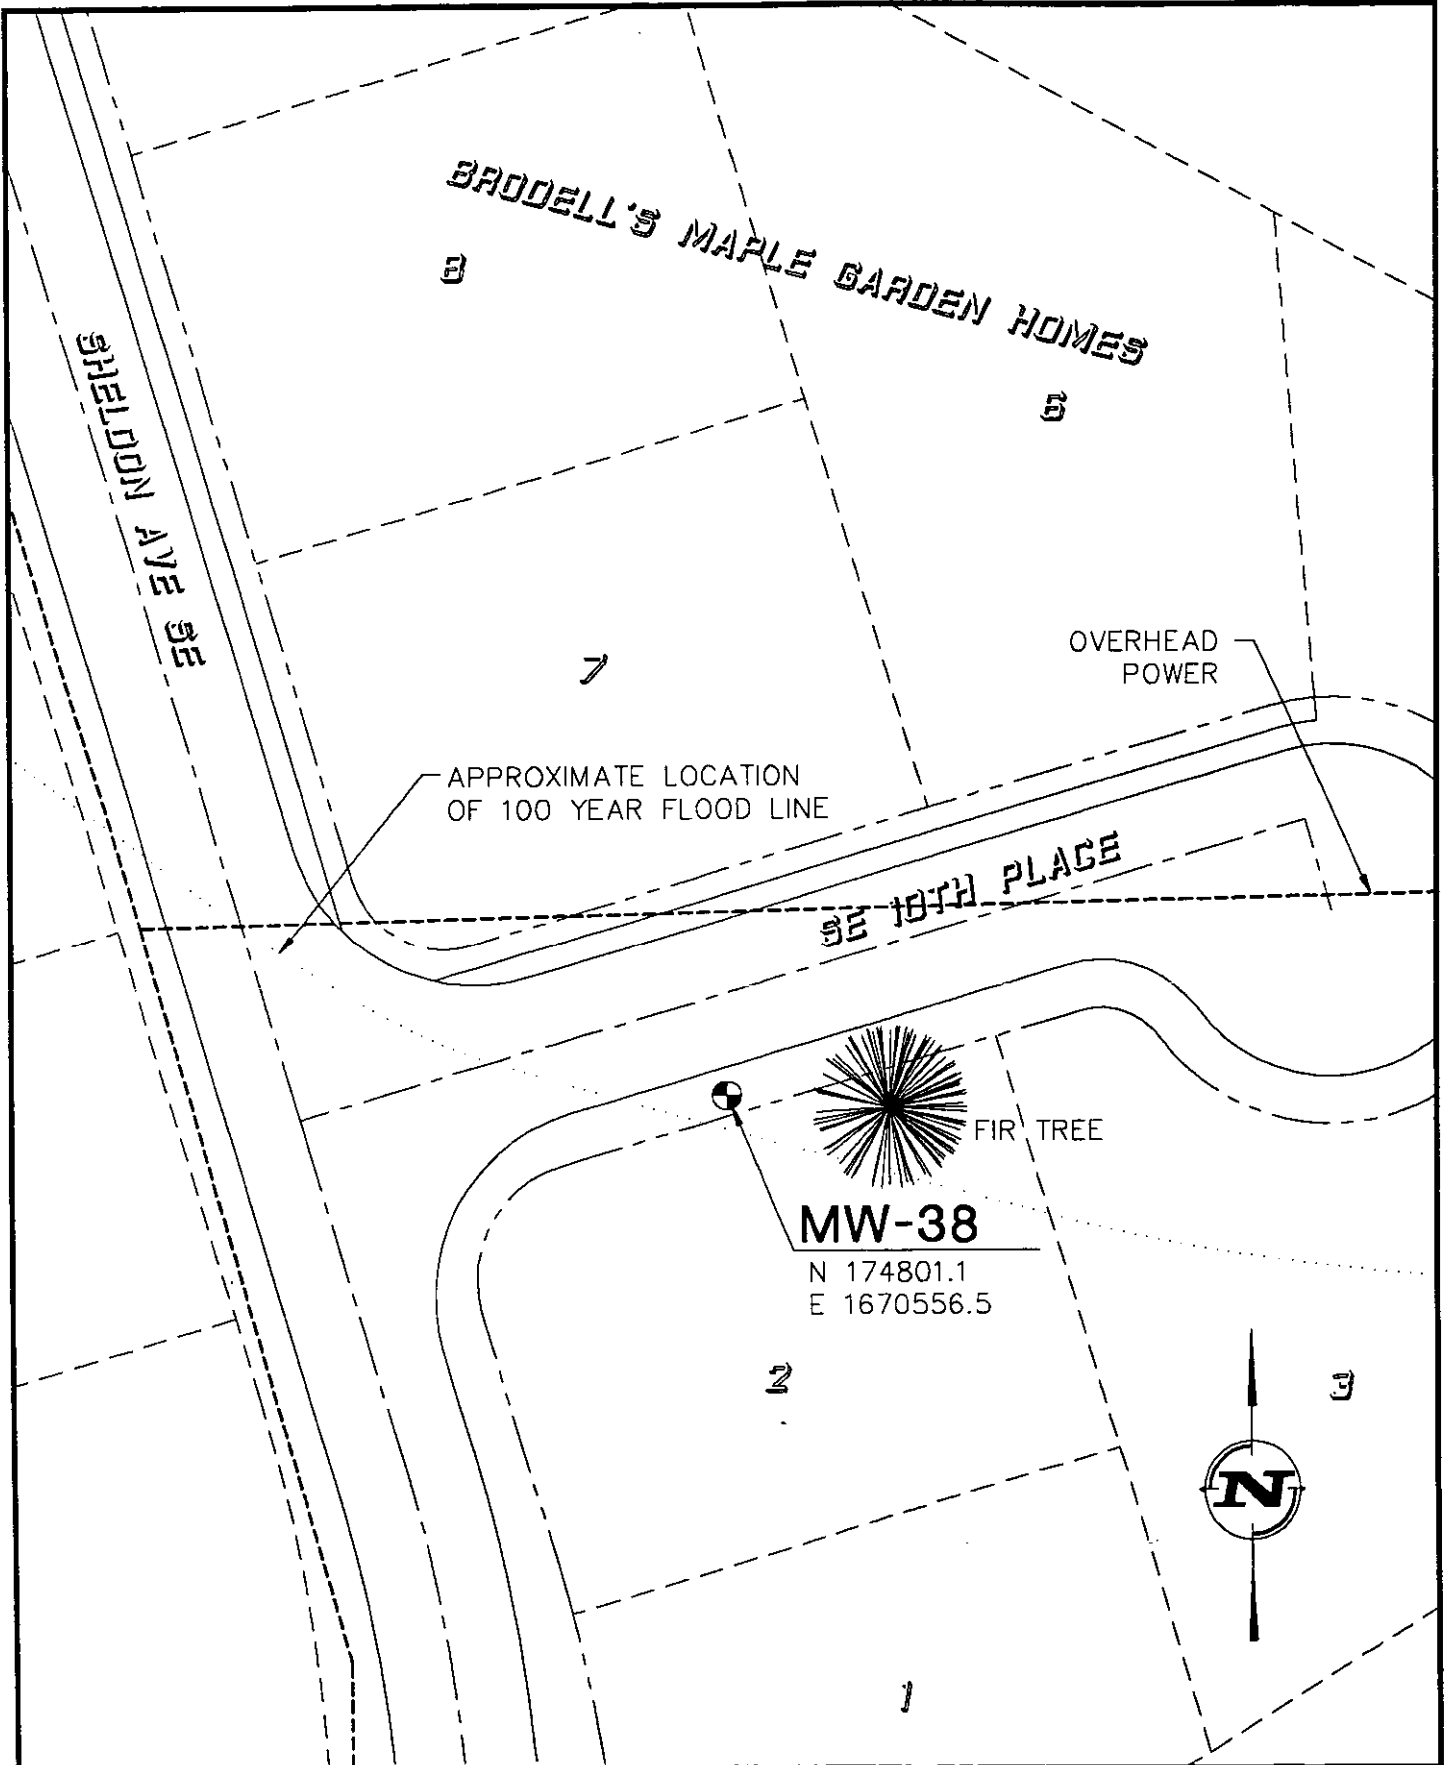 BRODELL'S MAPLE GARDEN HOMES
8
SHELDON AVE SE
6
OVERHEAD
POWER
7
APPROXIMATE LOCATION
OF 100 YEAR FLOOD LINE
SE 10TH PLACE
FIR TREE
MW-38
N 174801.1
E 1670556.5
2
3
N
1